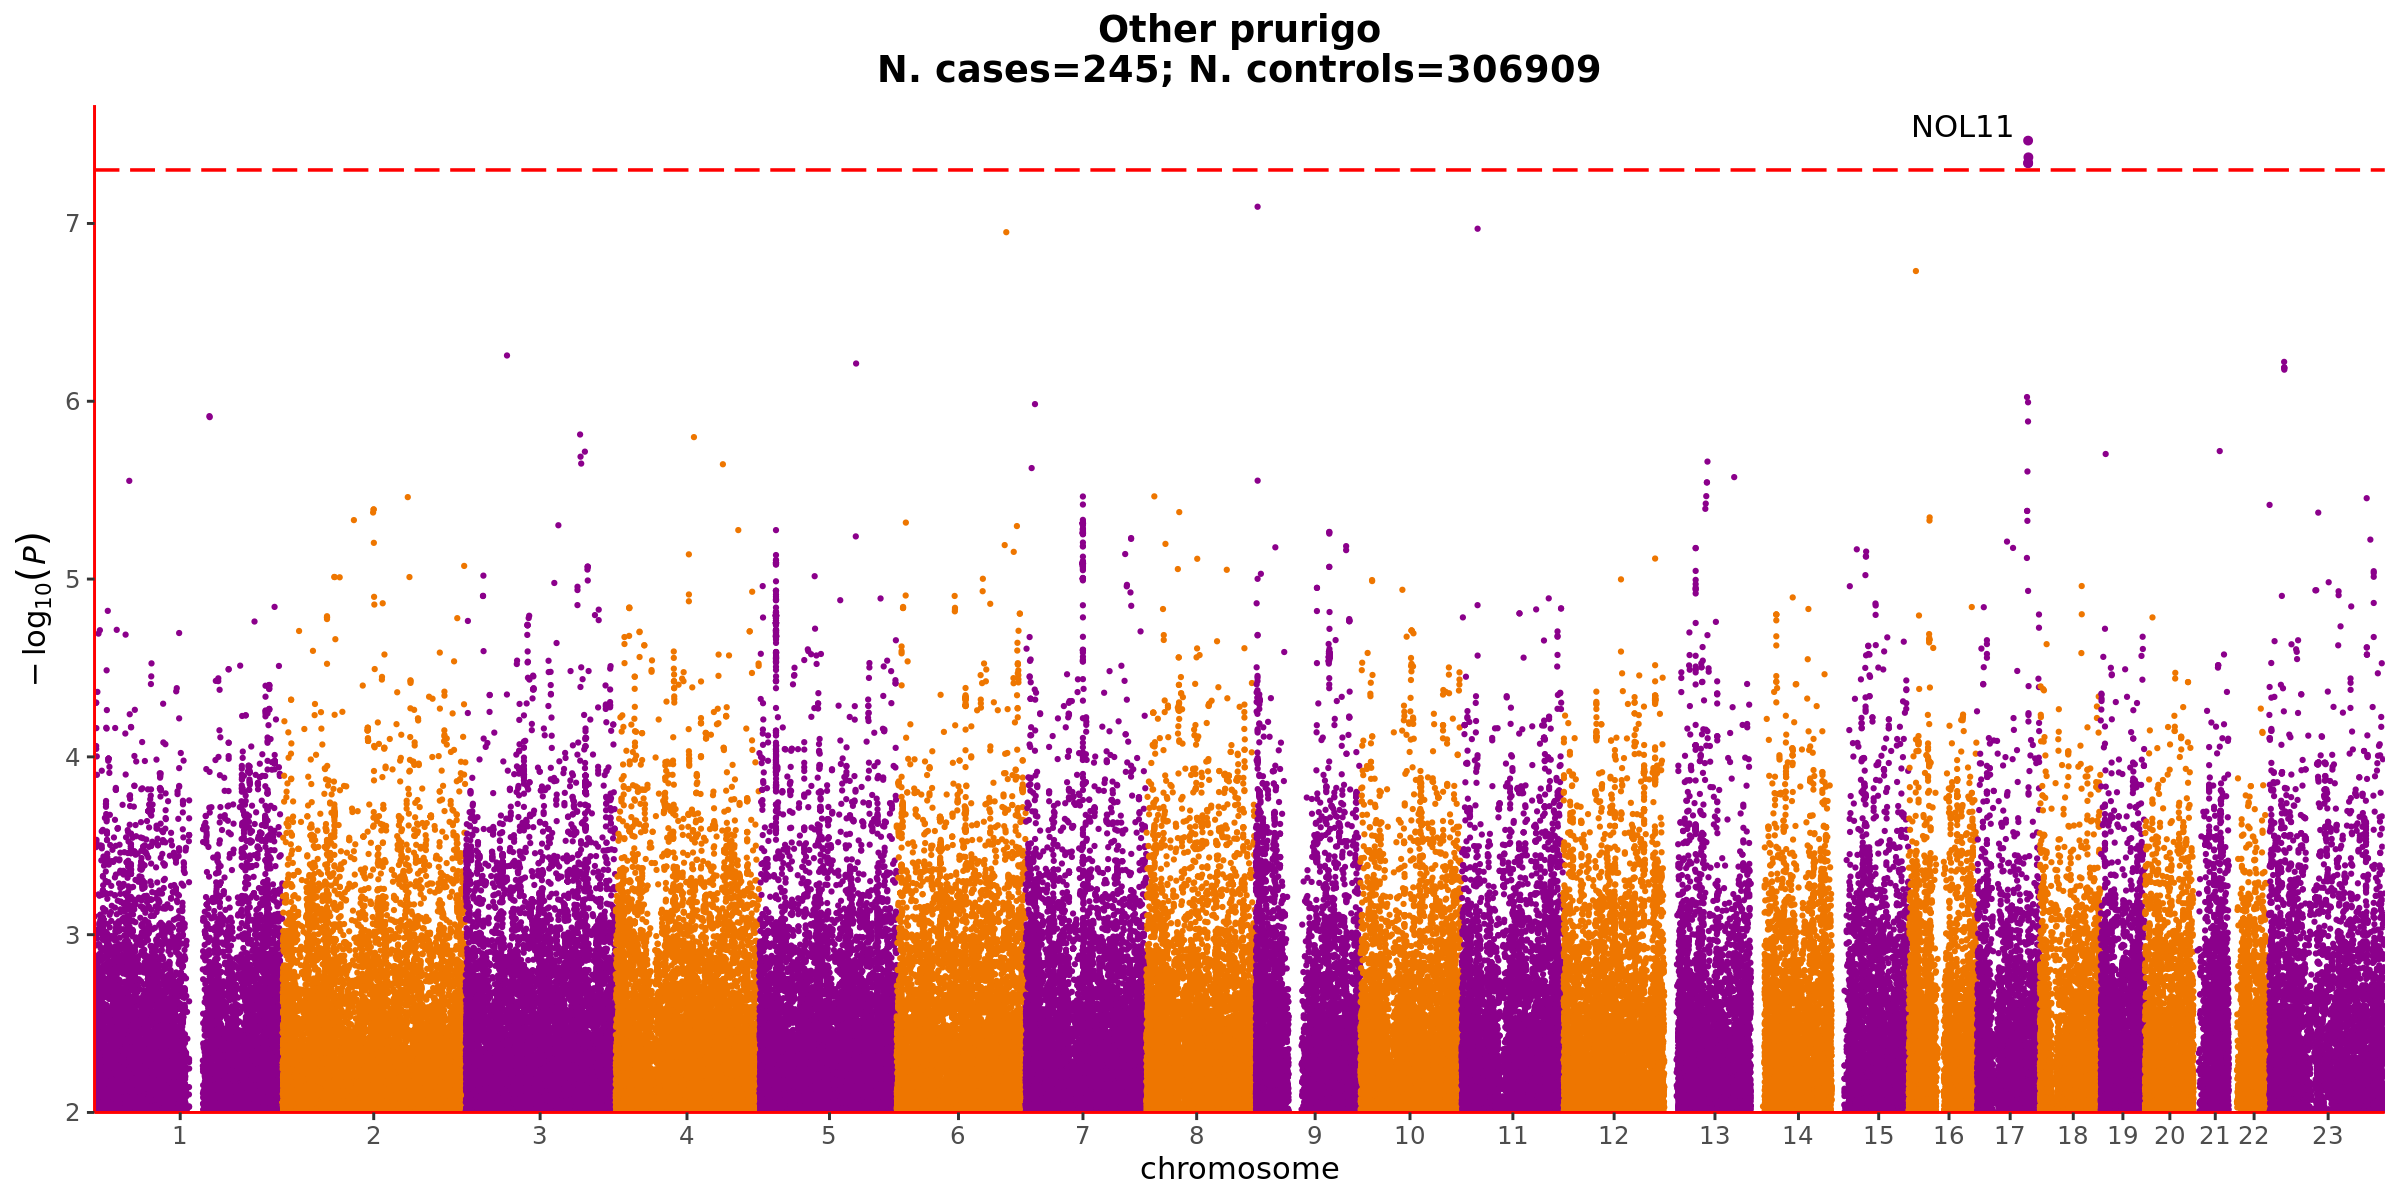 Other prurigo
N. cases=245; N. controls=306909
NOL11
7
6
5
4
3
2
− log10(P)
1 2 3 4 5 6 7 8 9 10 11 12 13 14 15 16 17 18 19 20 21 22 23
chromosome